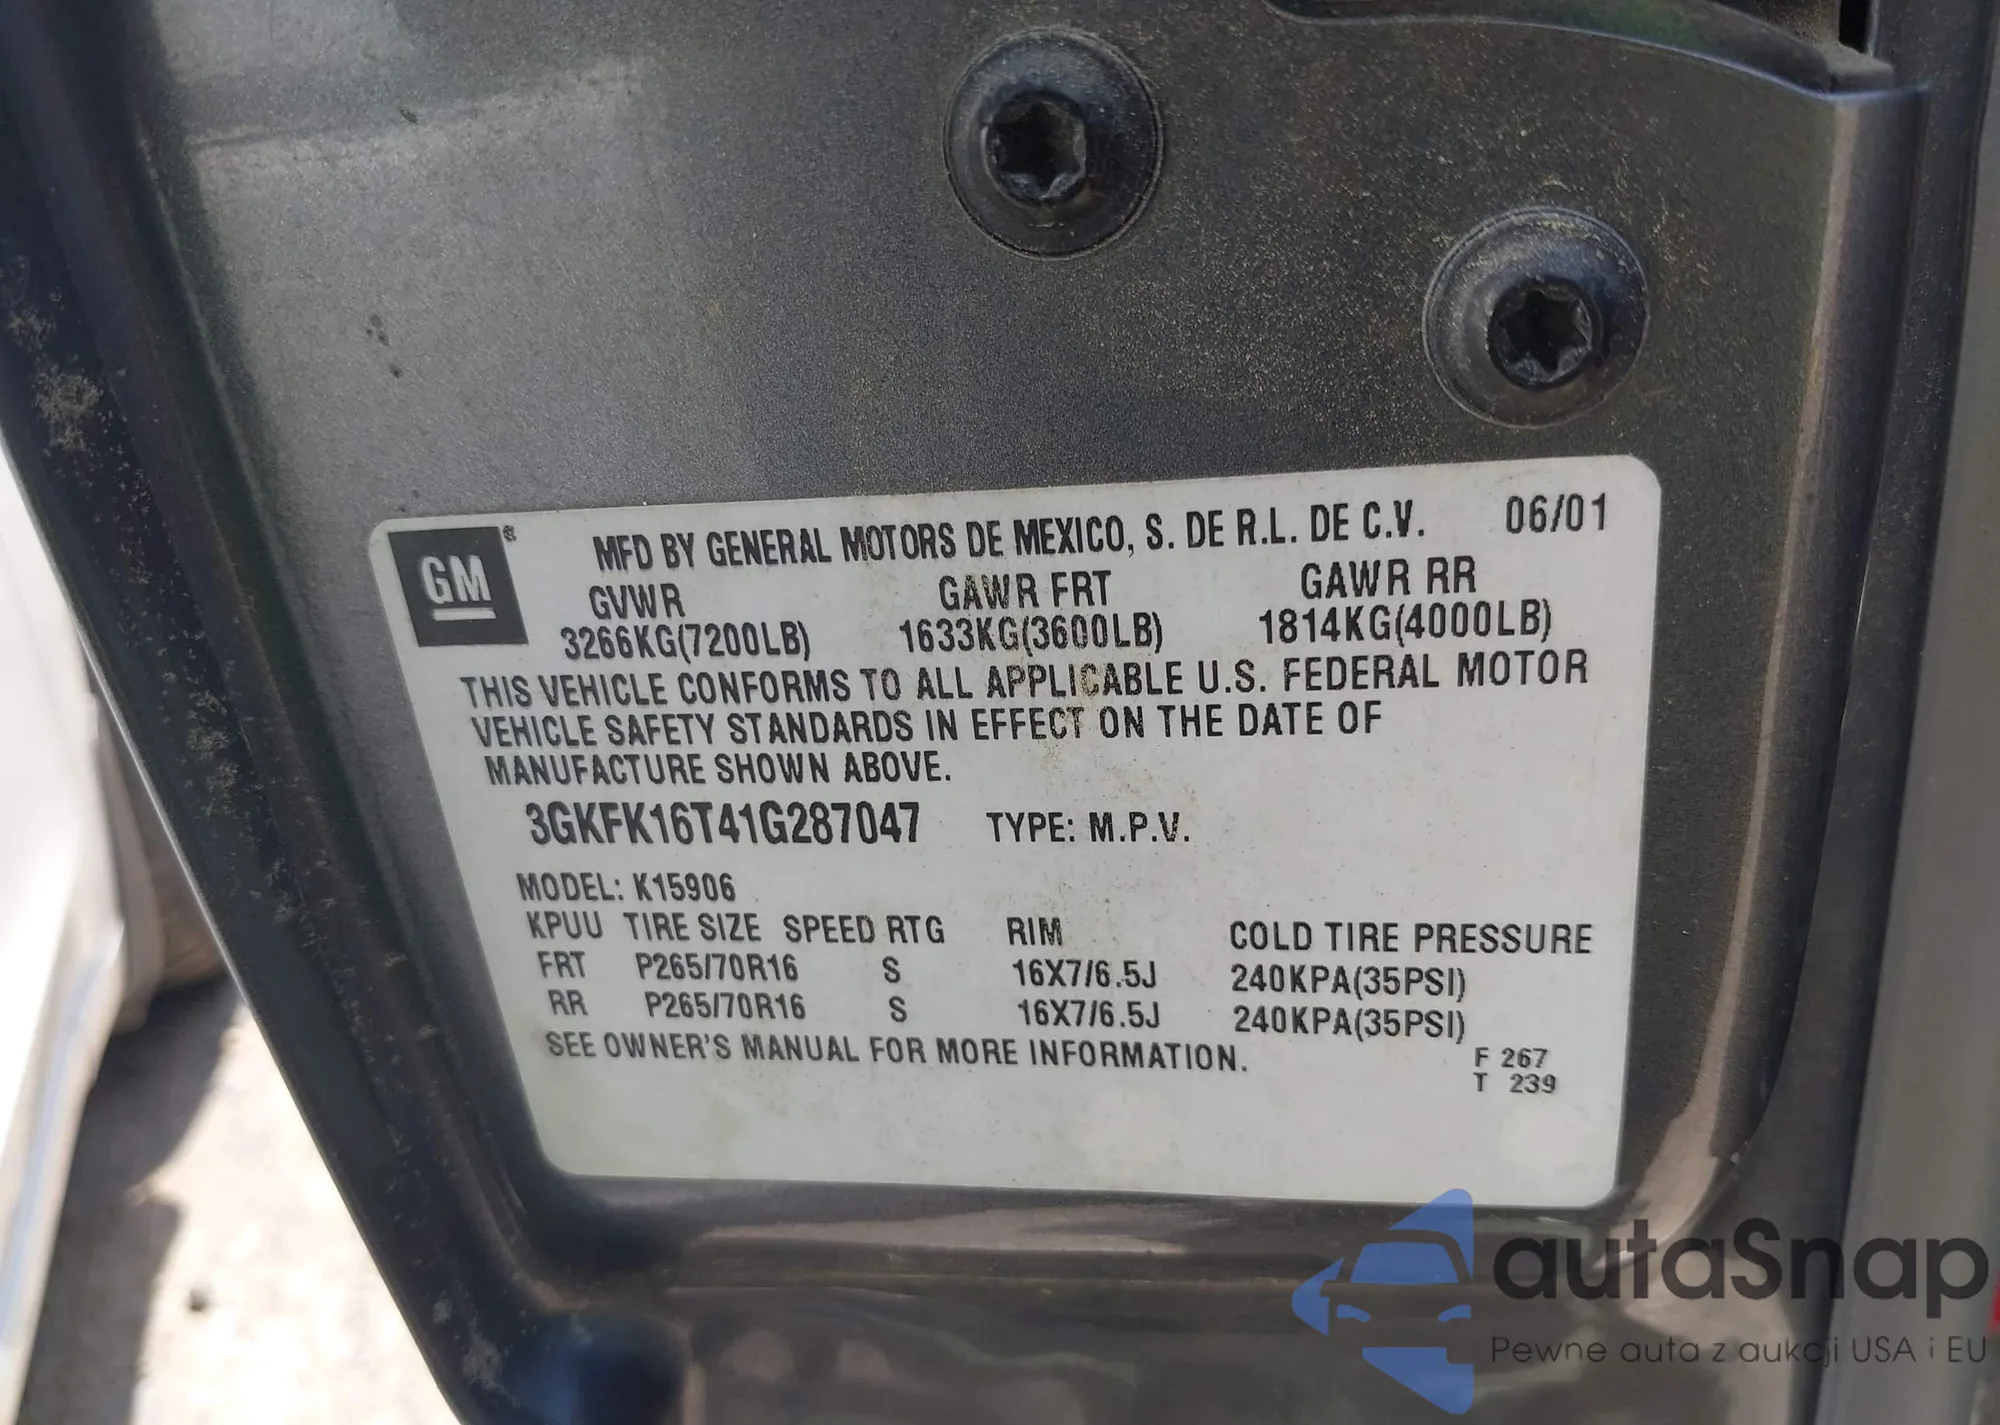 GM®
MFD BY GENERAL MOTORS DE MEXICO, S. DE R.L. DE C.V. 06/01
GVWR GAWR FRT GAWR RR
3266KG(7200LB) 1633KG(3600LB) 1814KG(4000LB)
THIS VEHICLE CONFORMS TO ALL APPLICABLE U.S. FEDERAL MOTOR
VEHICLE SAFETY STANDARDS IN EFFECT ON THE DATE OF
MANUFACTURE SHOWN ABOVE.
3GKFK16T41G287047 TYPE: M.P.V.
MODEL: K15906
KPUU TIRE SIZE SPEED RTG RIM COLD TIRE PRESSURE
FRT P265/70R16 S 16X7/6.5J 240KPA(35PSI)
RR P265/70R16 S 16X7/6.5J 240KPA(35PSI)
SEE OWNER'S MANUAL FOR MORE INFORMATION.
F 267
T 239
autaSnap
Pewne auta z aukcji USA i EU